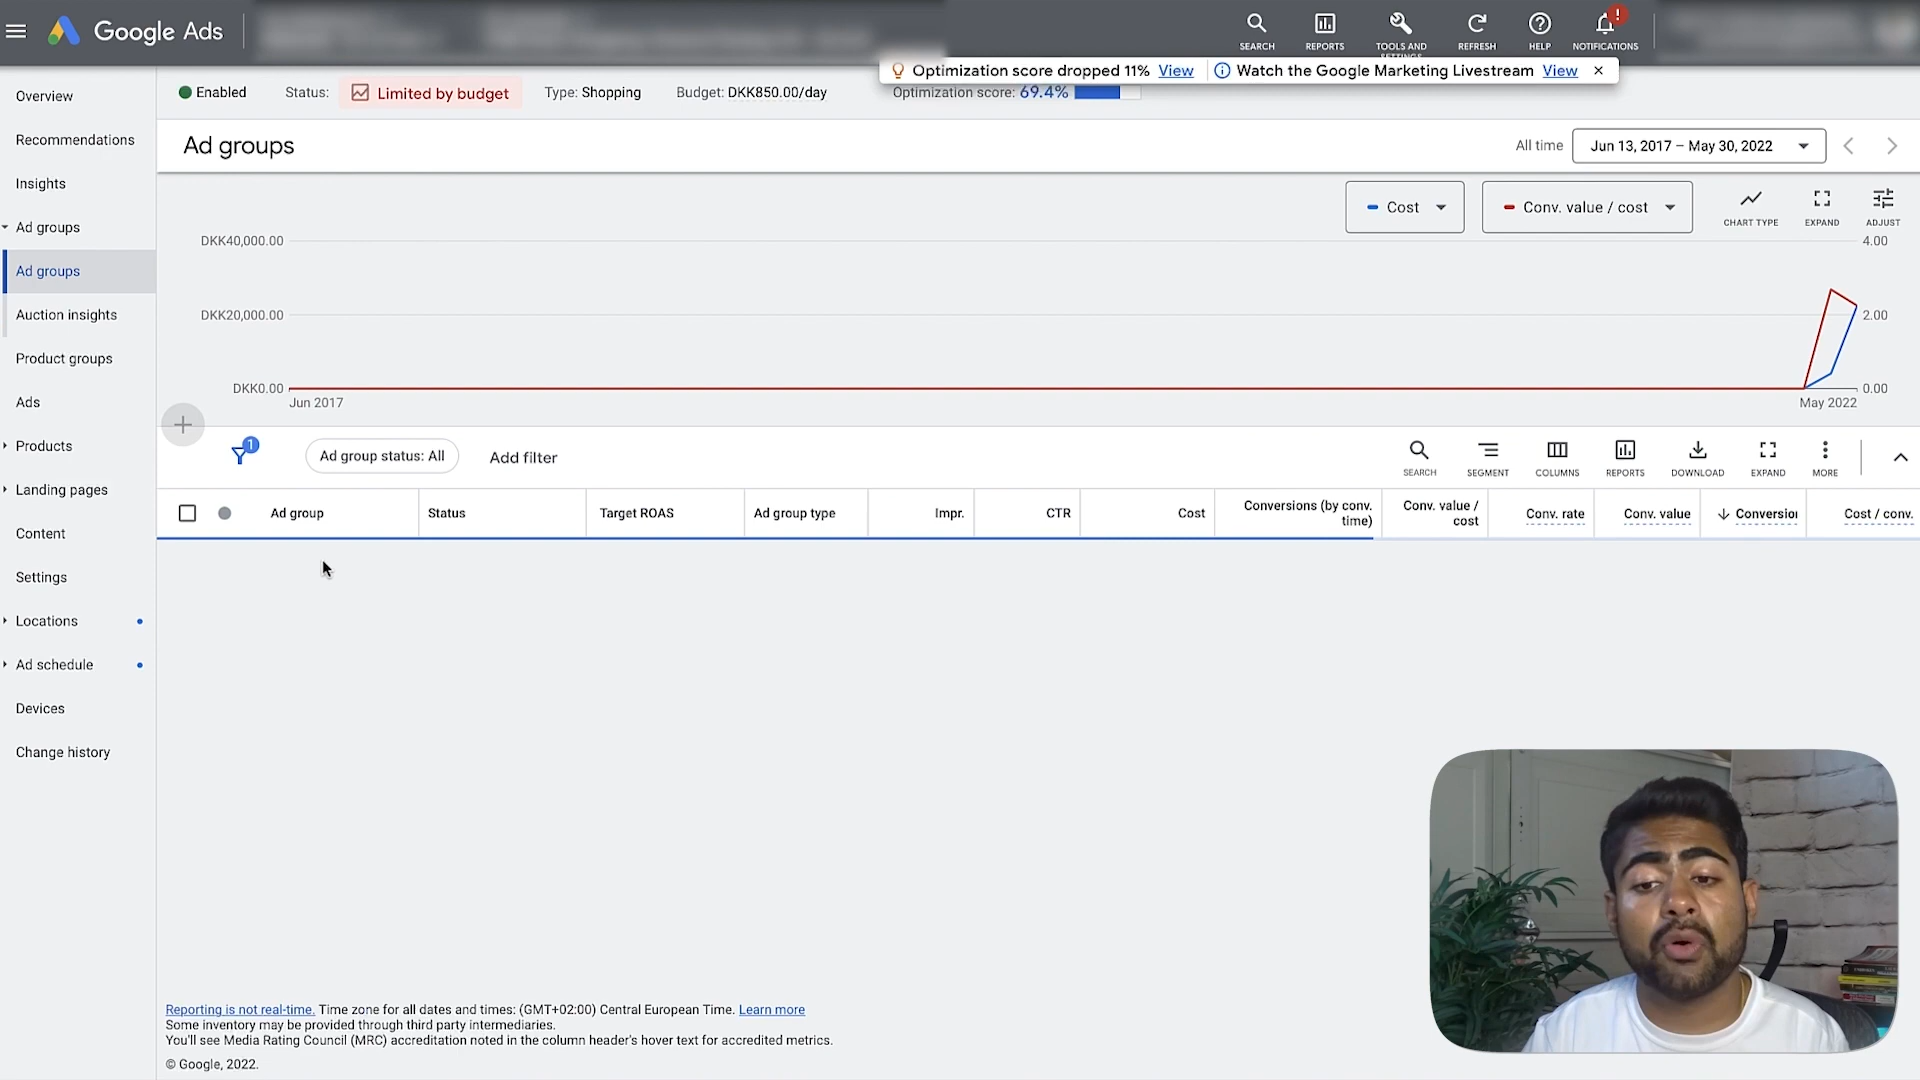 Google Ads
SEARCH
REPORTS
TOOLS AND
SETTINGS
REFRESH
HELP
!
NOTIFICATIONS
Optimization score dropped 11% View
Watch the Google Marketing Livestream View
Enabled
Status: Limited by budget
Type: Shopping
Budget: DKK850.00/day
Optimization score: 69.4%
Overview
Recommendations
Insights
Ad groups
Ad groups
Auction insights
Product groups
Ads
Products
Landing pages
Content
Settings
Locations
Ad schedule
Devices
Change history
Ad groups
All time
Jun 13, 2017 – May 30, 2022
Cost
Conv. value / cost
CHART TYPE
EXPAND
ADJUST
DKK40,000.00
4.00
DKK20,000.00
2.00
DKK0.00
0.00
Jun 2017
May 2022
1
Ad group status: All
Add filter
SEARCH
SEGMENT
COLUMNS
REPORTS
DOWNLOAD
EXPAND
MORE
Ad group
Status
Target ROAS
Ad group type
Impr.
CTR
Cost
Conversions (by conv.
time)
Conv. value /
cost
Conv. rate
Conv. value
Conversion
Cost / conv.
Reporting is not real-time. Time zone for all dates and times: (GMT+02:00) Central European Time. Learn more
Some inventory may be provided through third party intermediaries.
You'll see Media Rating Council (MRC) accreditation noted in the column header's hover text for accredited metrics.
© Google, 2022.